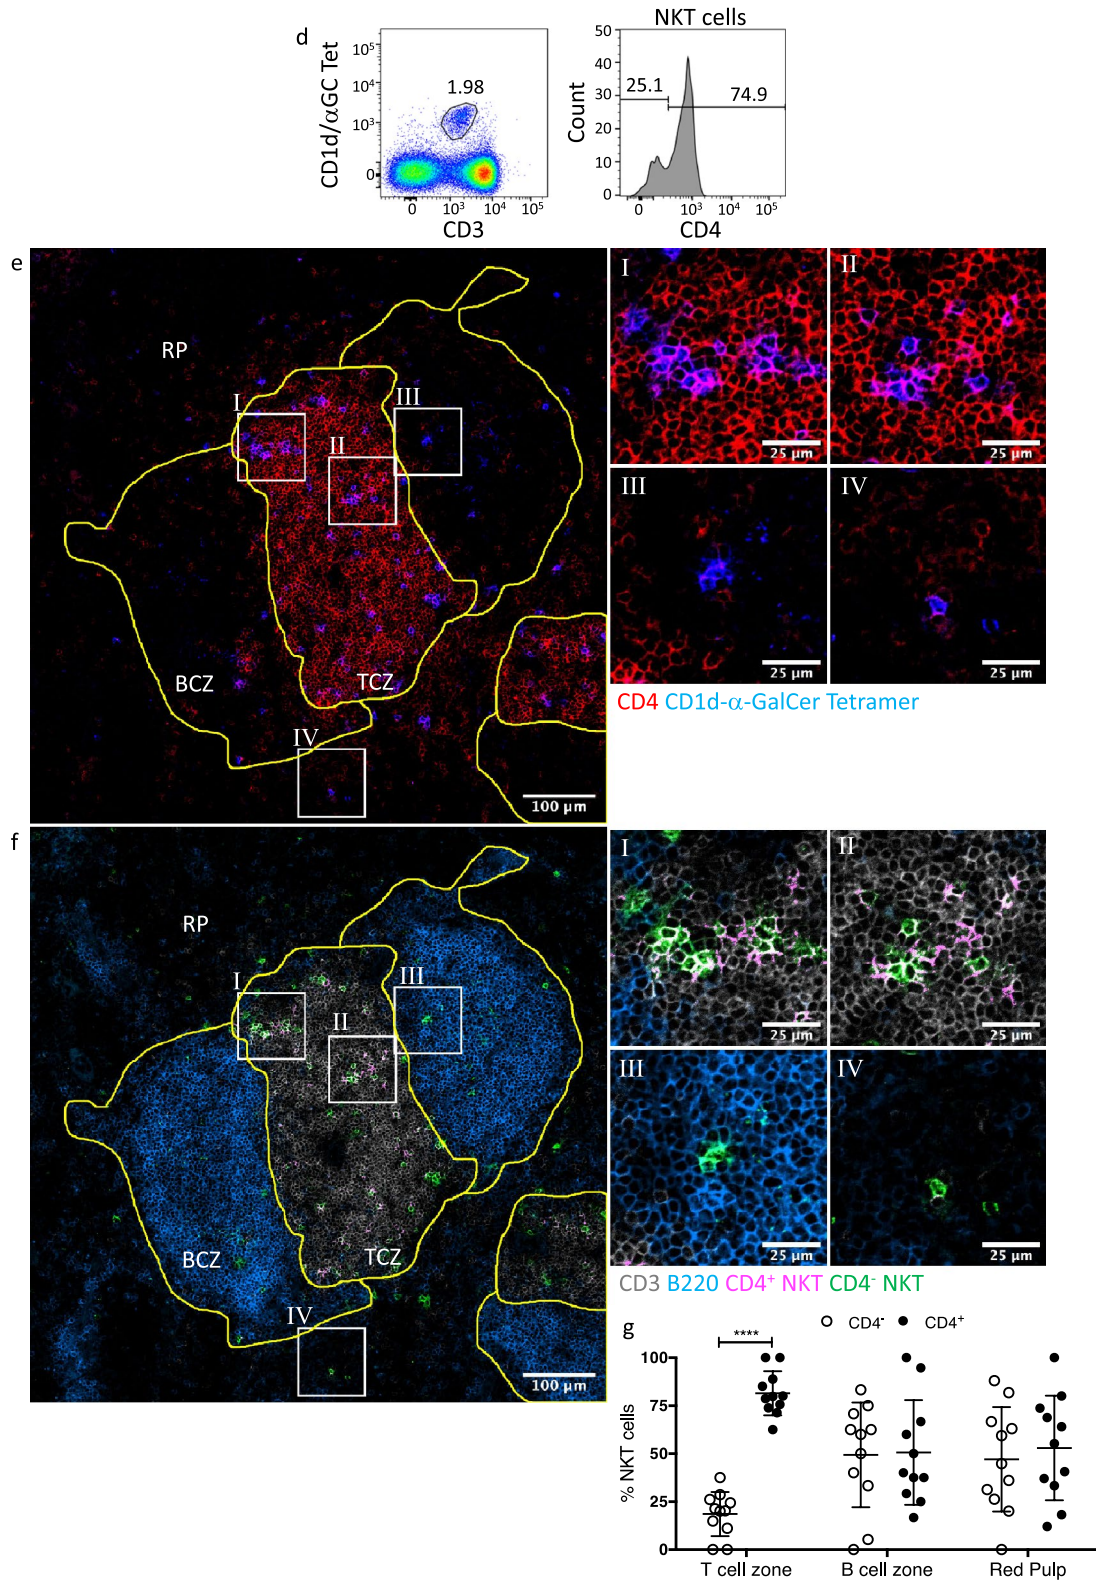 d
NKT cells
CD1d/αGC Tet
10⁵
10⁴
10³
0
1.98
0 10³ 10⁴ 10⁵
CD3
Count
50
40
30
20
10
0
25.1 74.9
0 10³ 10⁴ 10⁵
CD4
e
RP
I
II
III
BCZ
TCZ
IV
100 µm
I
25 µm
II
25 µm
III
25 µm
IV
25 µm
CD4 CD1d-α-GalCer Tetramer
f
RP
I
II
III
BCZ
TCZ
IV
100 µm
I
25 µm
II
25 µm
III
25 µm
IV
25 µm
CD3 B220 CD4⁺ NKT CD4⁻ NKT
g
CD4⁻ CD4⁺
****
% NKT cells
100
75
50
25
0
T cell zone B cell zone Red Pulp